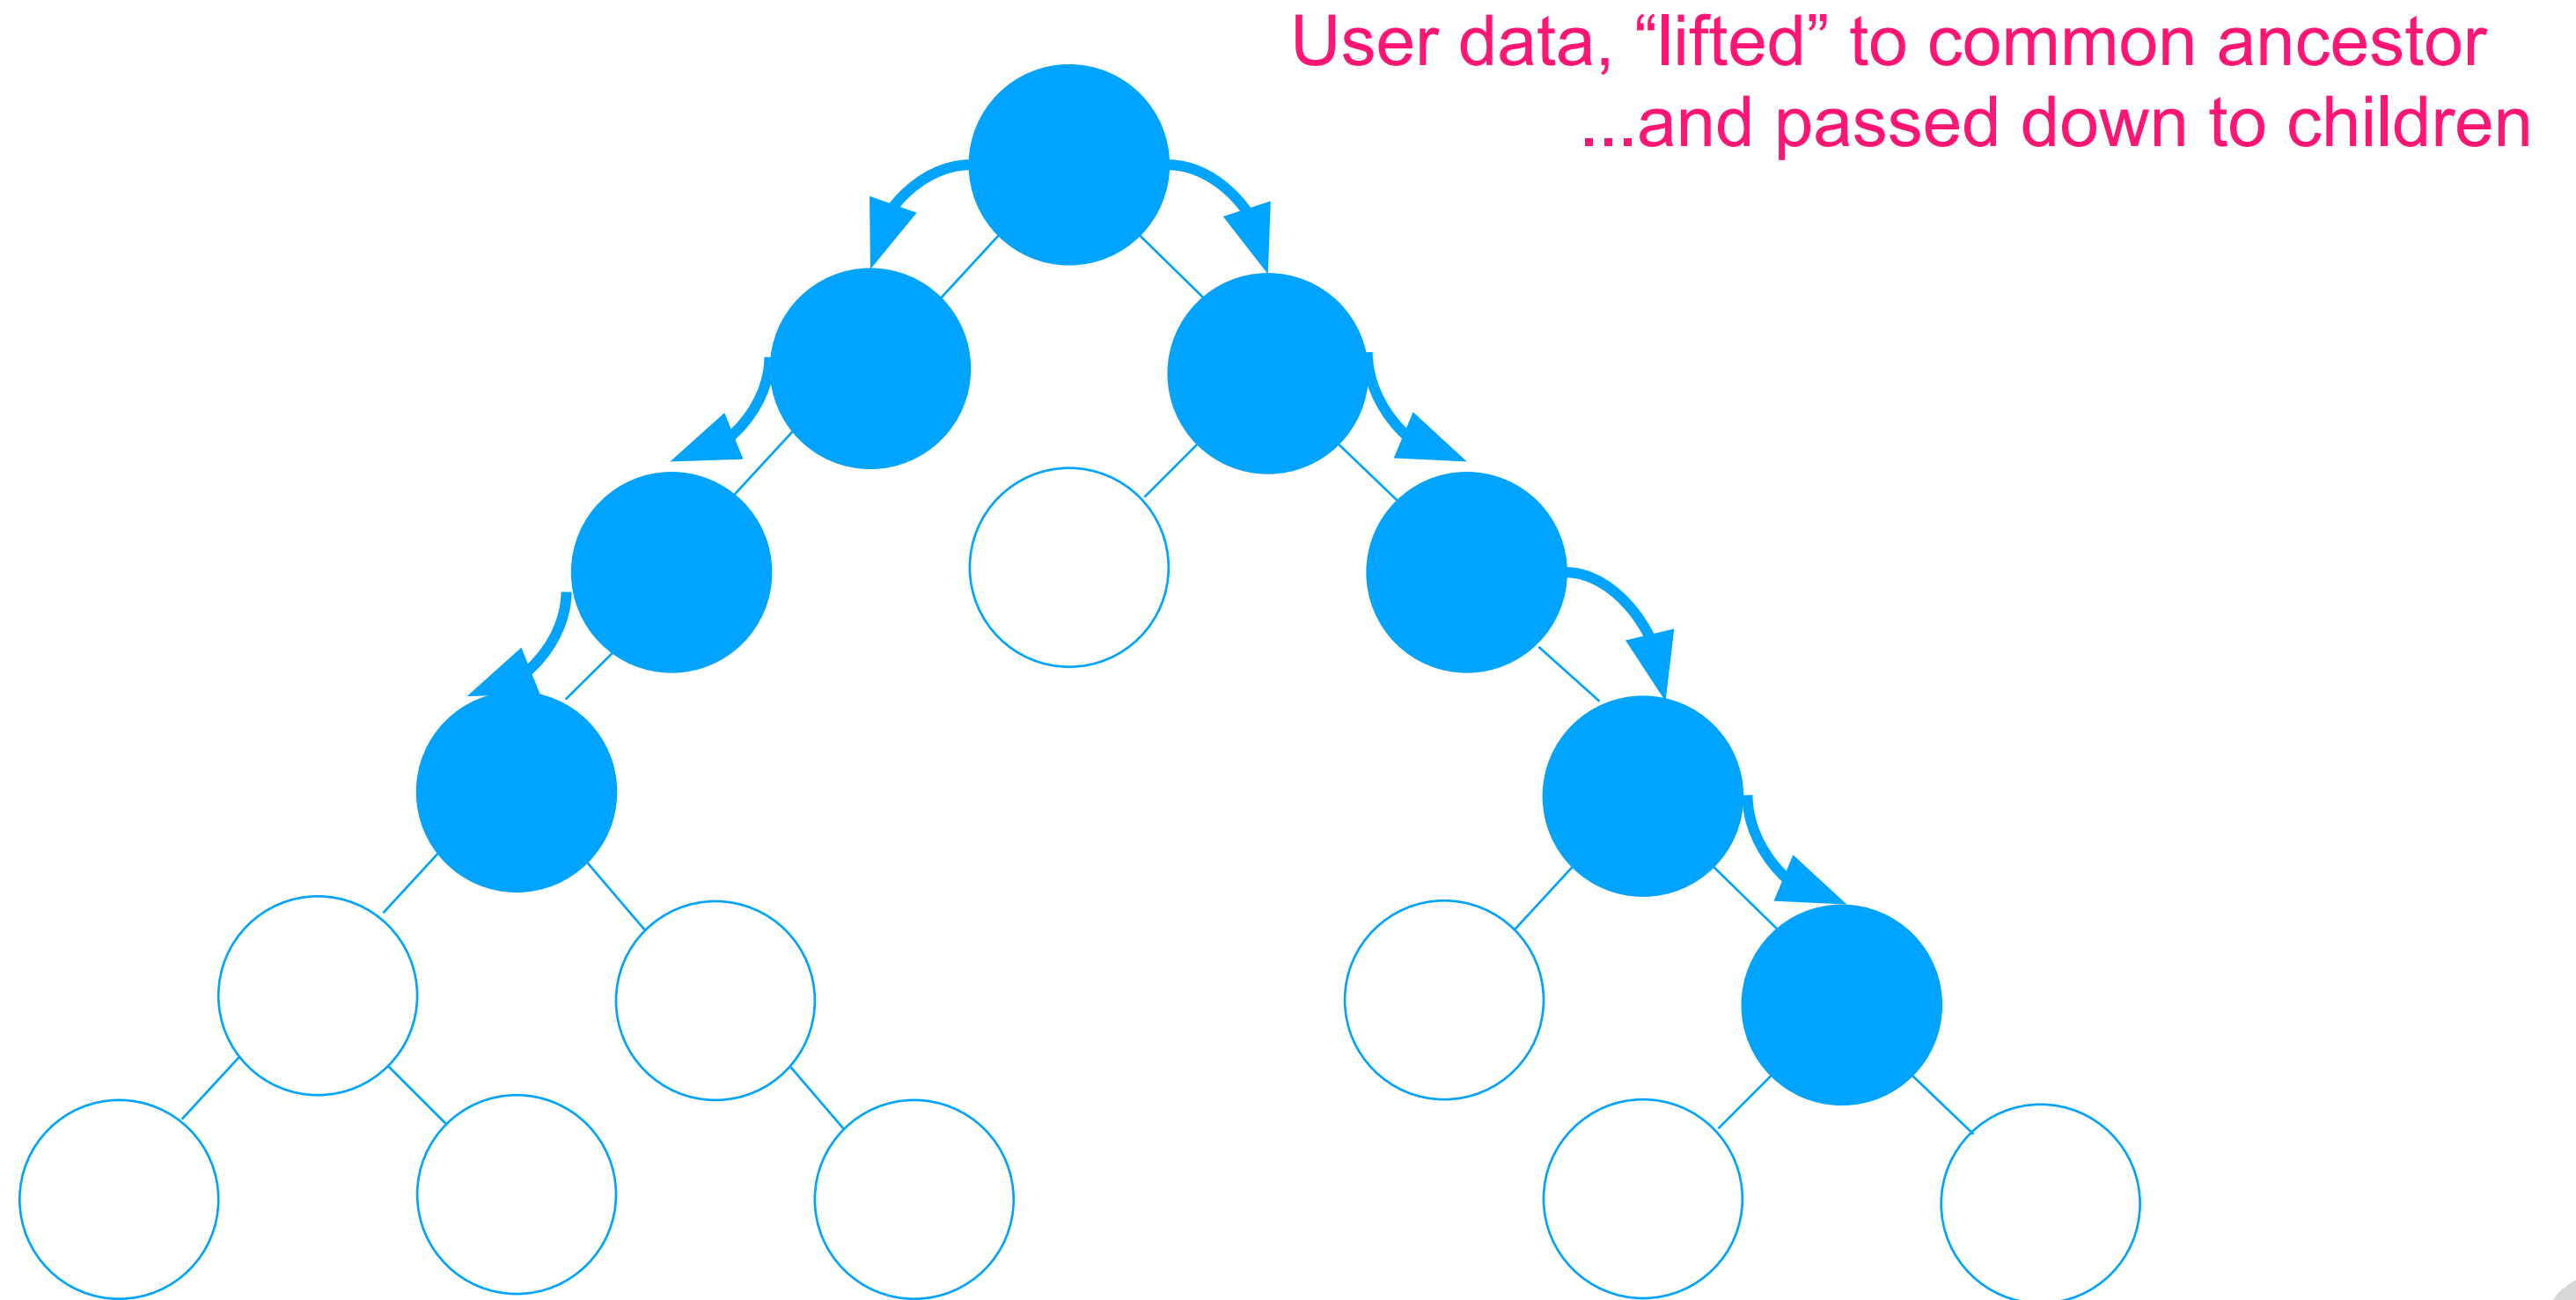 User data, “lifted” to common ancestor
...and passed down to children